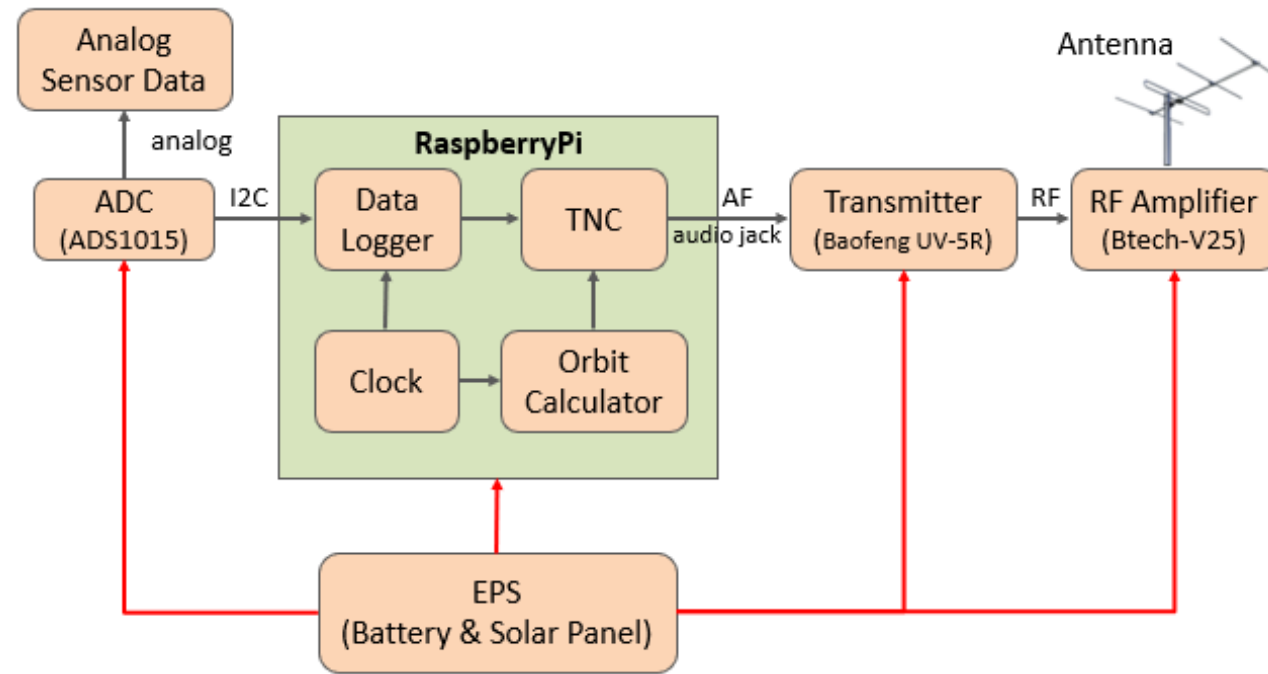 Analog
Sensor Data
Antenna
analog
RaspberryPi
ADC
(ADS1015)
I2C
Data
Logger
TNC
AF
audio jack
Transmitter
(Baofeng UV-5R)
RF
RF Amplifier
(Btech-V25)
Clock
Orbit
Calculator
EPS
(Battery & Solar Panel)